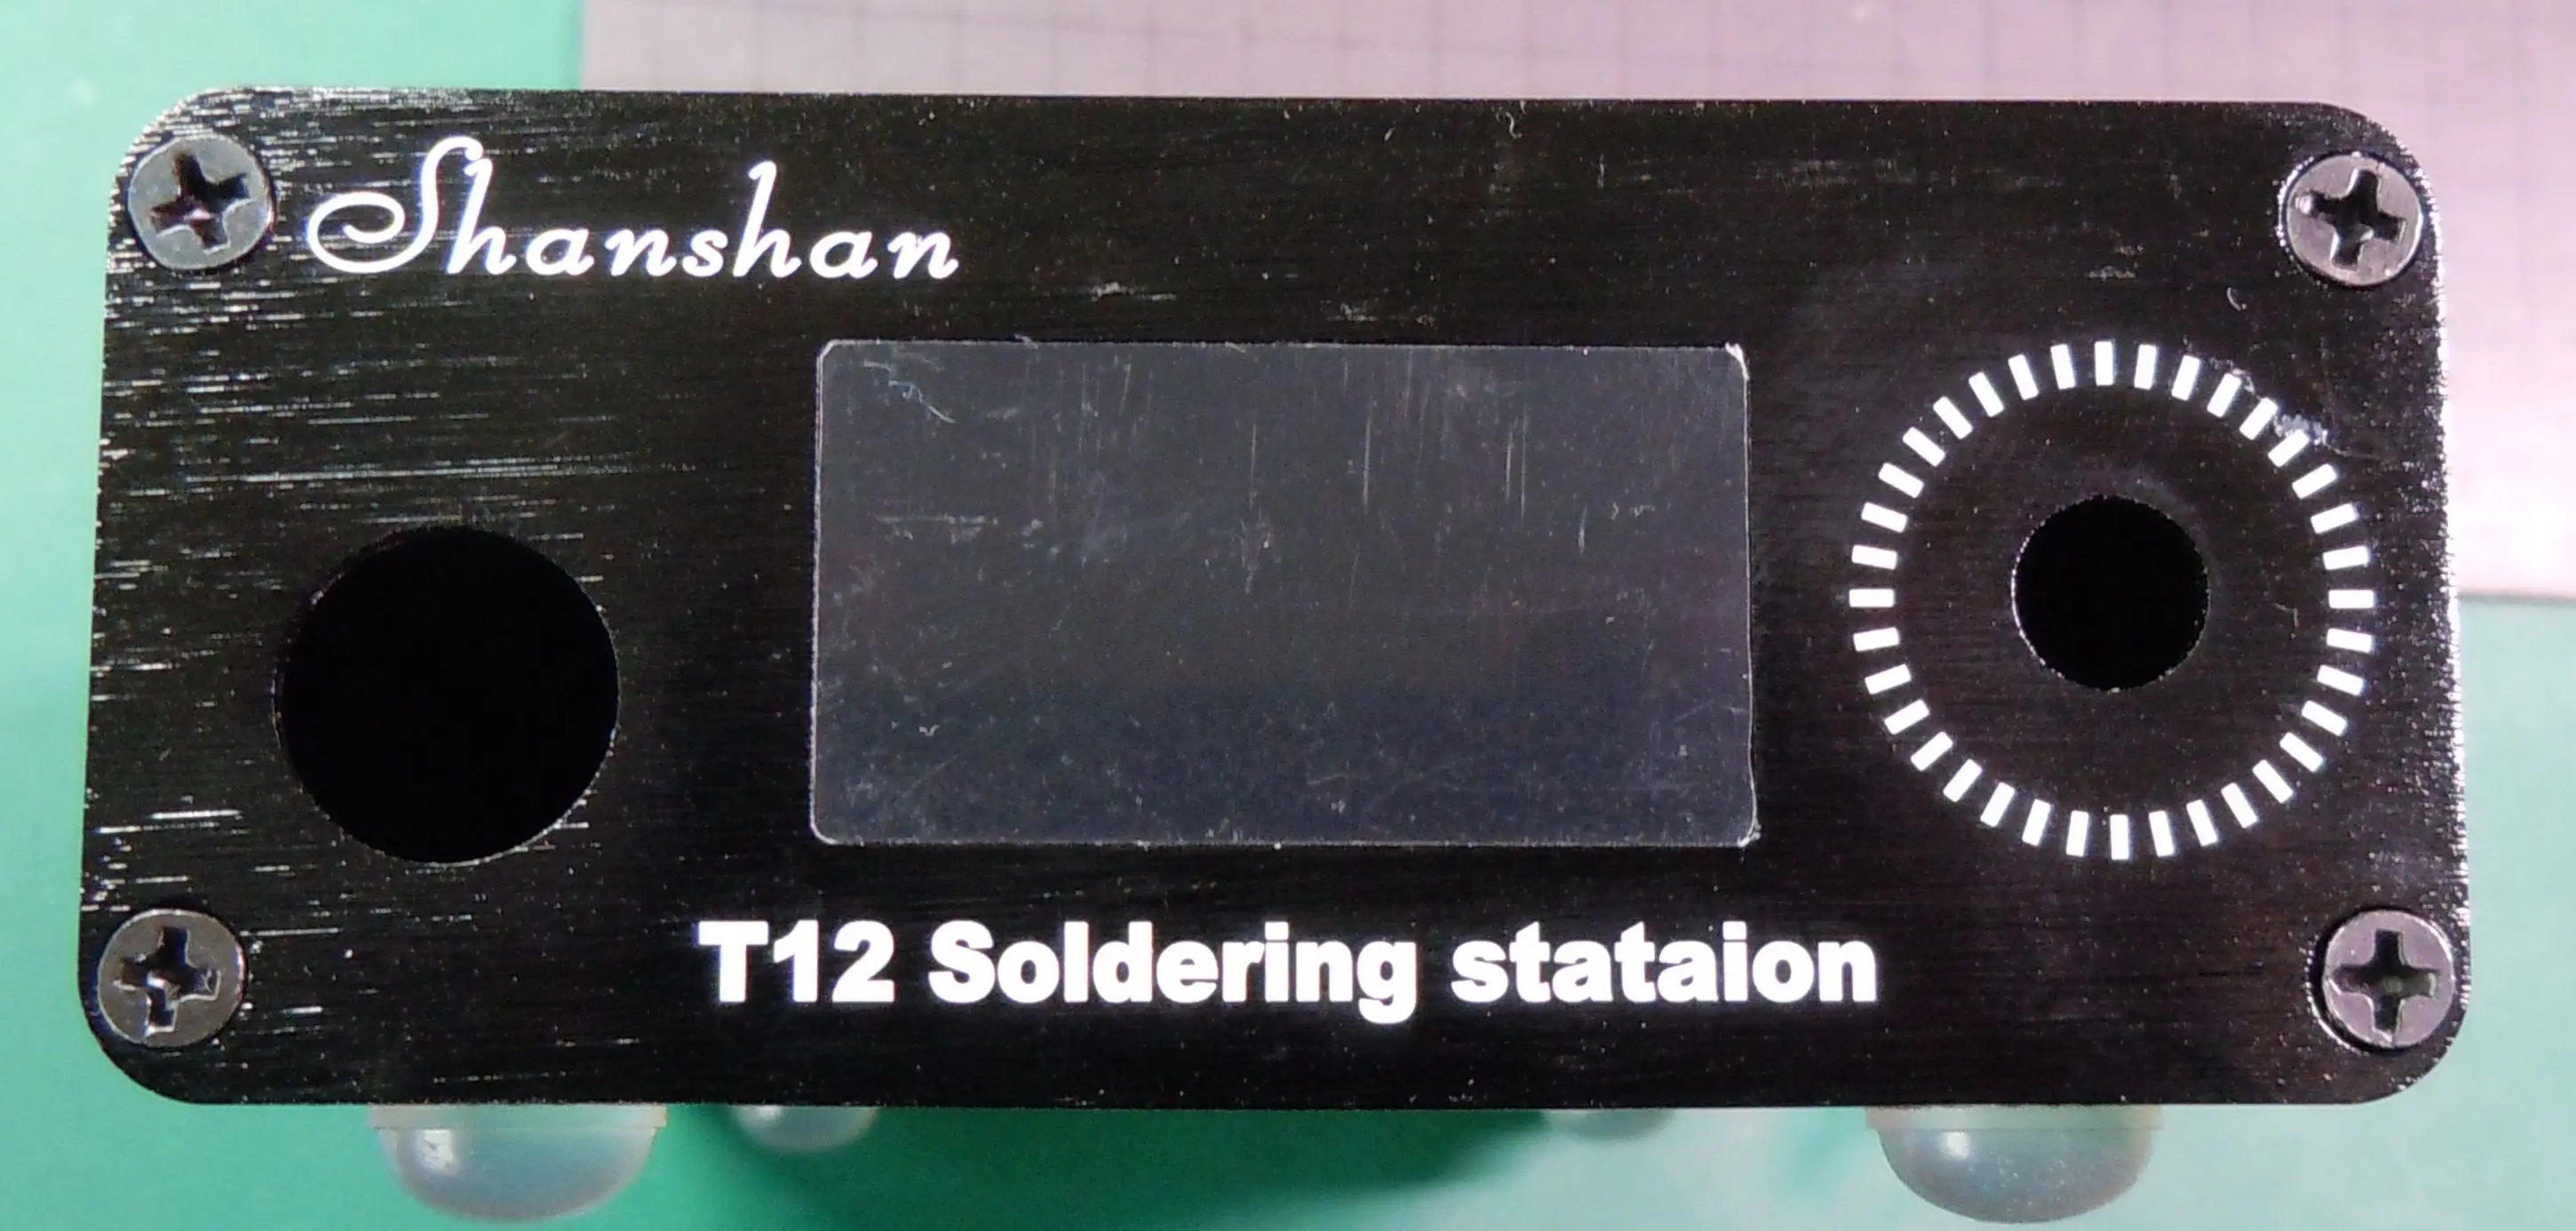 Shanshan
T12 Soldering stataion